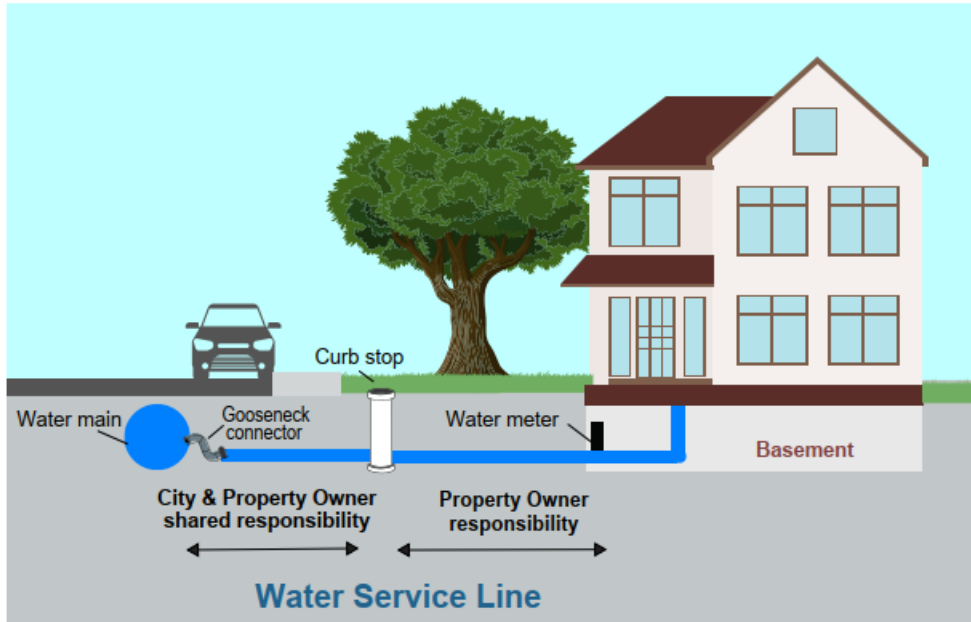 Curb stop
Water main
Gooseneck
connector
Water meter
Basement
City & Property Owner
shared responsibility
Property Owner
responsibility
Water Service Line